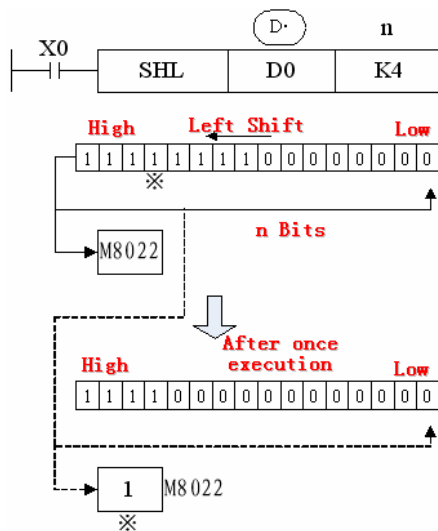 D· n
X0
SHL D0 K4
High Left Shift Low
1 1 1 1 1 1 1 1 0 0 0 0 0 0 0 0
※
n Bits
M8022
After once
execution
High Low
1 1 1 1 0 0 0 0 0 0 0 0 0 0 0 0
1 M8022
※